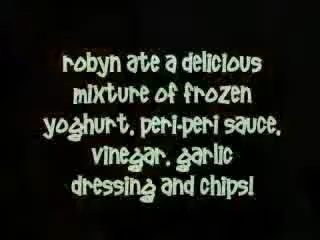 robyn ate a delicious
mixture of frozen
yoghurt, peri-peri sauce,
vinegar, garlic
dressing and chips!